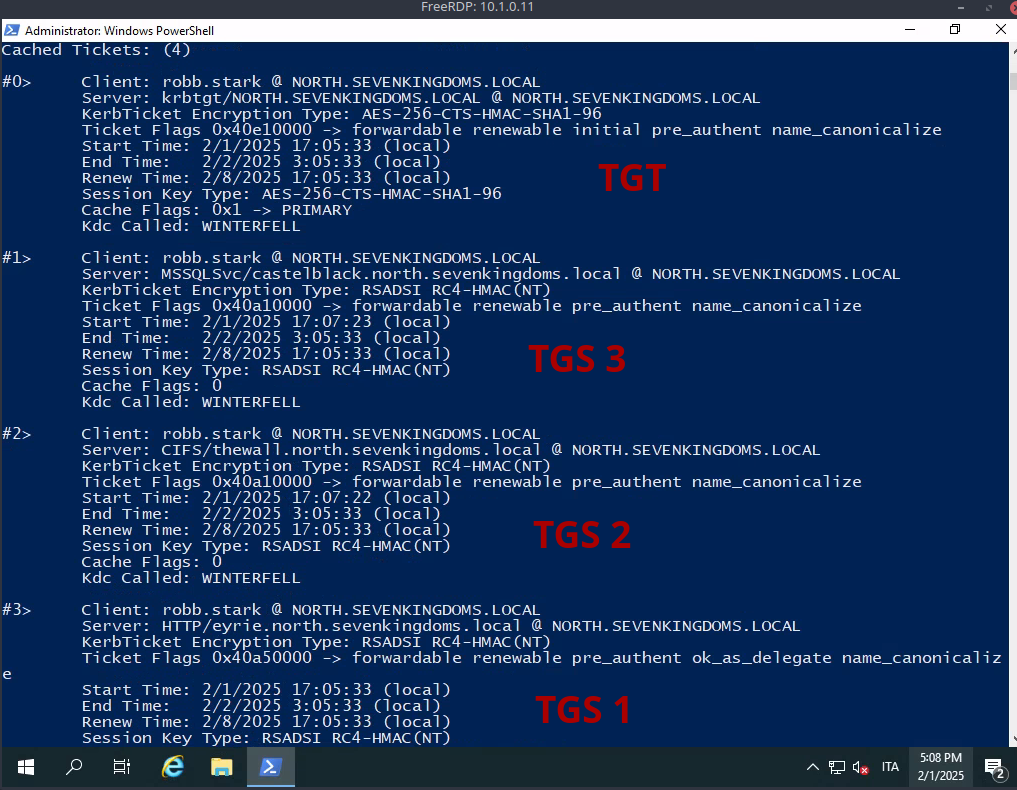 FreeRDP: 10.1.0.11
Administrator: Windows PowerShell
Cached Tickets: (4)
#0>     Client: robb.stark @ NORTH.SEVENKINGDOMS.LOCAL
        Server: krbtgt/NORTH.SEVENKINGDOMS.LOCAL @ NORTH.SEVENKINGDOMS.LOCAL
        KerbTicket Encryption Type: AES-256-CTS-HMAC-SHA1-96
        Ticket Flags 0x40e10000 -> forwardable renewable initial pre_authent name_canonicalize
        Start Time: 2/1/2025 17:05:33 (local)
        End Time:   2/2/2025 3:05:33 (local)
        Renew Time: 2/8/2025 17:05:33 (local)
TGT
        Session Key Type: AES-256-CTS-HMAC-SHA1-96
        Cache Flags: 0x1 -> PRIMARY
        Kdc Called: WINTERFELL
#1>     Client: robb.stark @ NORTH.SEVENKINGDOMS.LOCAL
        Server: MSSQLSvc/castelblack.north.sevenkingdoms.local @ NORTH.SEVENKINGDOMS.LOCAL
        KerbTicket Encryption Type: RSADSI RC4-HMAC(NT)
        Ticket Flags 0x40a10000 -> forwardable renewable pre_authent name_canonicalize
        Start Time: 2/1/2025 17:07:23 (local)
        End Time:   2/2/2025 3:05:33 (local)
        Renew Time: 2/8/2025 17:05:33 (local)
TGS 3
        Session Key Type: RSADSI RC4-HMAC(NT)
        Cache Flags: 0
        Kdc Called: WINTERFELL
#2>     Client: robb.stark @ NORTH.SEVENKINGDOMS.LOCAL
        Server: CIFS/thewall.north.sevenkingdoms.local @ NORTH.SEVENKINGDOMS.LOCAL
        KerbTicket Encryption Type: RSADSI RC4-HMAC(NT)
        Ticket Flags 0x40a10000 -> forwardable renewable pre_authent name_canonicalize
        Start Time: 2/1/2025 17:07:22 (local)
        End Time:   2/2/2025 3:05:33 (local)
        Renew Time: 2/8/2025 17:05:33 (local)
TGS 2
        Session Key Type: RSADSI RC4-HMAC(NT)
        Cache Flags: 0
        Kdc Called: WINTERFELL
#3>     Client: robb.stark @ NORTH.SEVENKINGDOMS.LOCAL
        Server: HTTP/eyrie.north.sevenkingdoms.local @ NORTH.SEVENKINGDOMS.LOCAL
        KerbTicket Encryption Type: RSADSI RC4-HMAC(NT)
        Ticket Flags 0x40a50000 -> forwardable renewable pre_authent ok_as_delegate name_canonicaliz
e
        Start Time: 2/1/2025 17:05:33 (local)
        End Time:   2/2/2025 3:05:33 (local)
TGS 1
        Renew Time: 2/8/2025 17:05:33 (local)
        Session Key Type: RSADSI RC4-HMAC(NT)
ITA
5:08 PM
2/1/2025
2